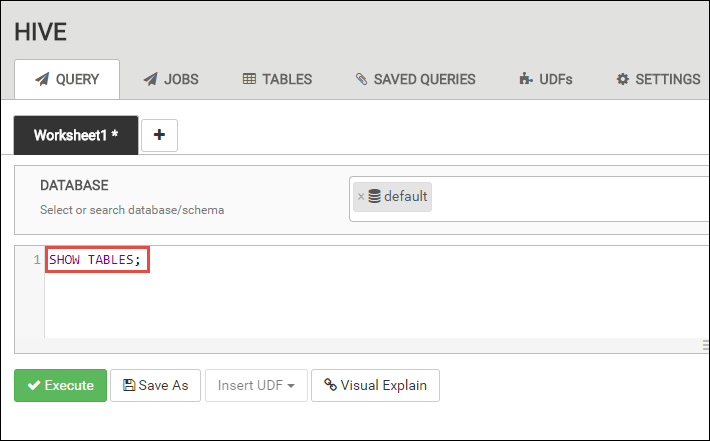 HIVE
QUERY JOBS TABLES SAVED QUERIES UDFs SETTINGS
Worksheet1 * +
DATABASE
Select or search database/schema
× default
1 SHOW TABLES;
Execute Save As Insert UDF Visual Explain